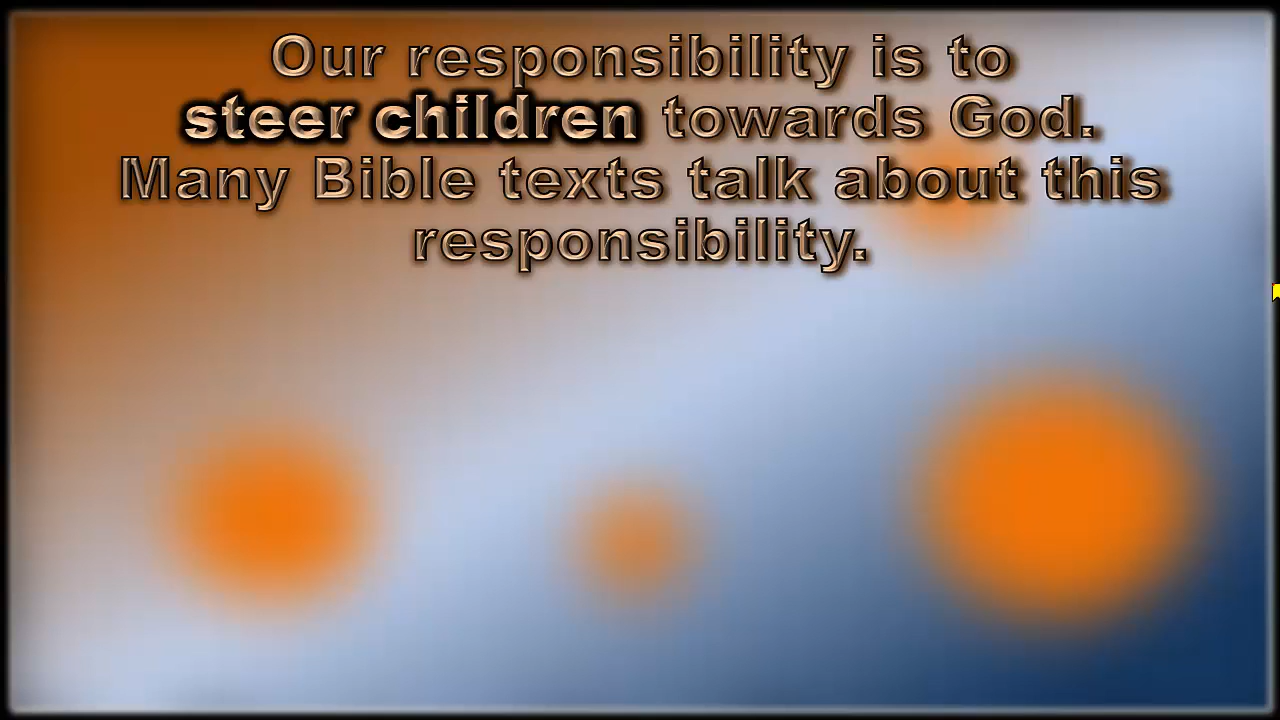 Our responsibility is to
steer children towards God.
Many Bible texts talk about this
responsibility.